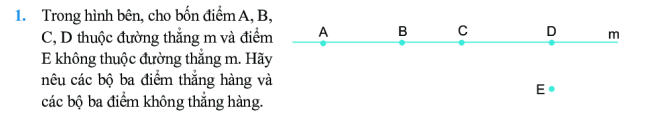 1. Trong hình bên, cho bốn điểm A, B,
C, D thuộc đường thẳng m và điểm
E không thuộc đường thẳng m. Hãy
nêu các bộ ba điểm thẳng hàng và
các bộ ba điểm không thẳng hàng.
A B C D m
E